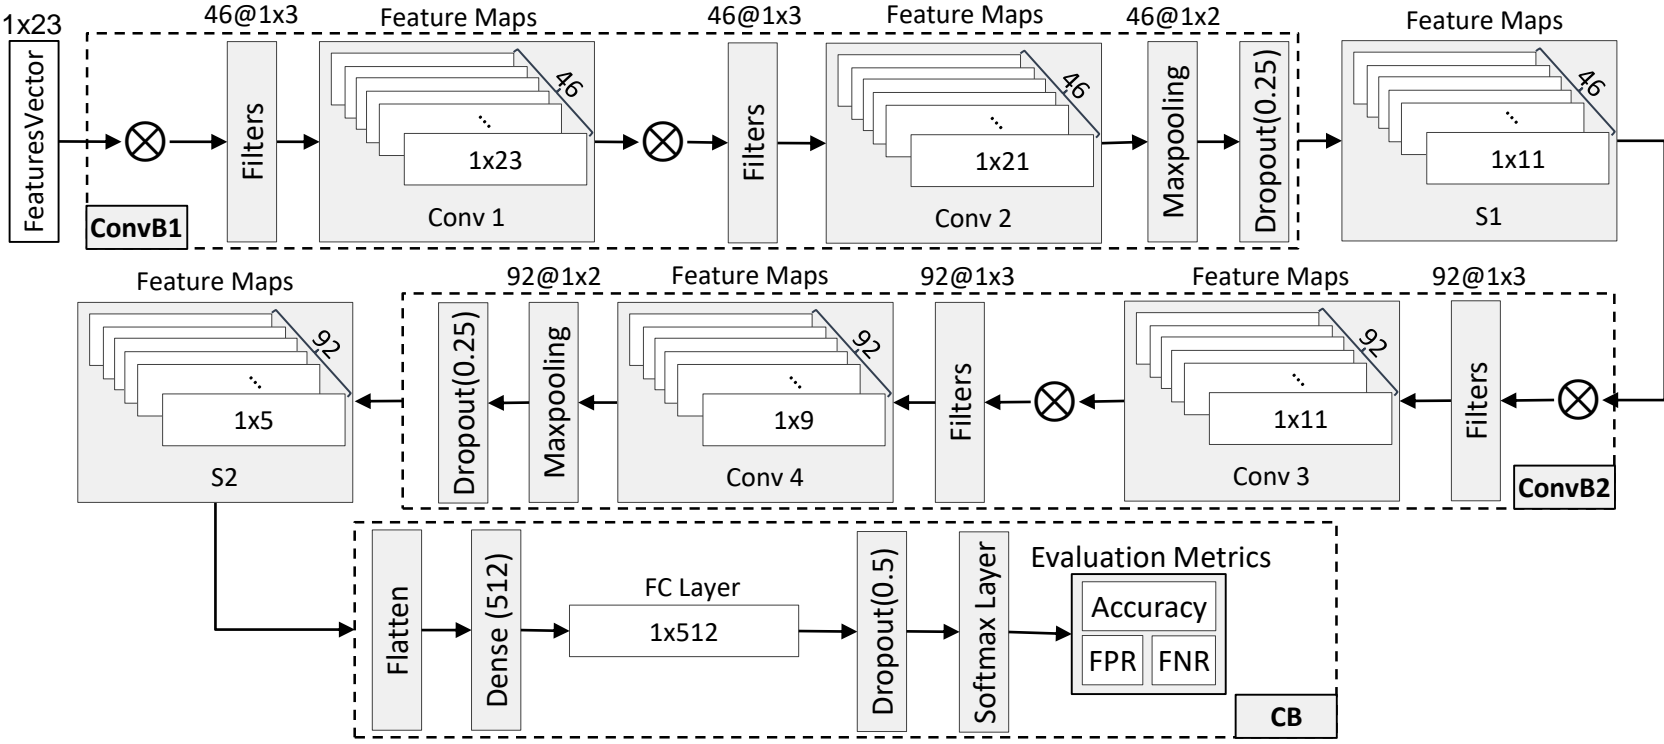 1x23
FeaturesVector
46@1x3
Filters
Feature Maps
46
...
1x23
Conv 1
46@1x3
Filters
Feature Maps
46
...
1x21
Conv 2
46@1x2
Maxpooling
Dropout(0.25)
ConvB1
Feature Maps
46
...
1x11
S1
92@1x3
Filters
Feature Maps
92
...
1x11
Conv 3
92@1x3
Filters
Feature Maps
92
...
1x9
Conv 4
92@1x2
Maxpooling
Dropout(0.25)
ConvB2
Feature Maps
92
...
1x5
S2
Flatten
Dense (512)
FC Layer
1x512
Dropout(0.5)
Softmax Layer
Evaluation Metrics
Accuracy
FPR
FNR
CB